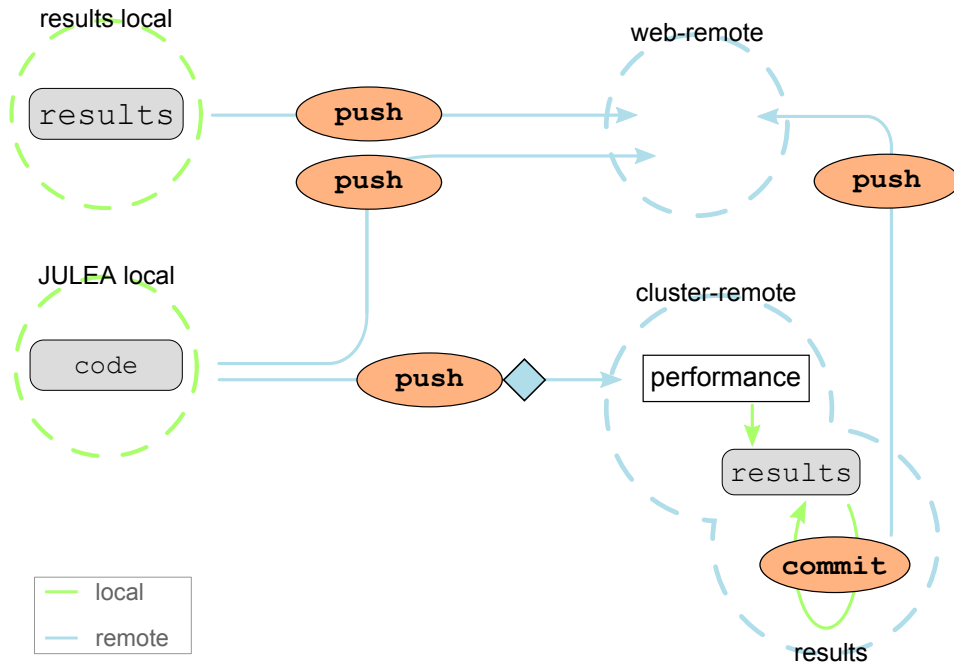 results local
web-remote
results
push
push
push
JULEA local
cluster-remote
code
push
performance
results
commit
local
remote
results